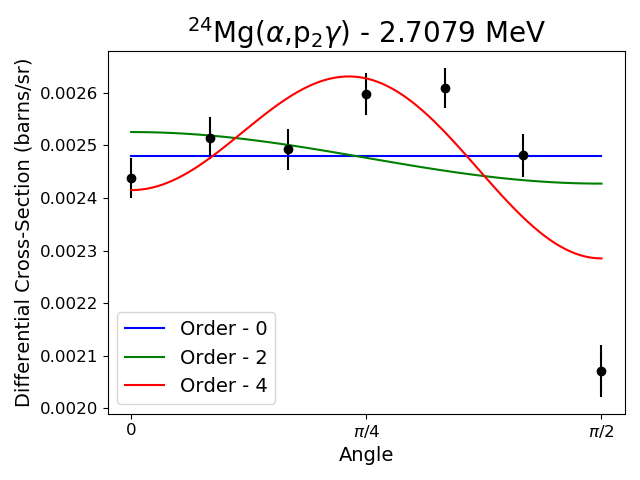 ²⁴Mg(α,p₂γ) - 2.7079 MeV
Differential Cross-Section (barns/sr)
0.0026
0.0025
0.0024
0.0023
0.0022
0.0021
0.0020
Order - 0
Order - 2
Order - 4
0
π/4
π/2
Angle